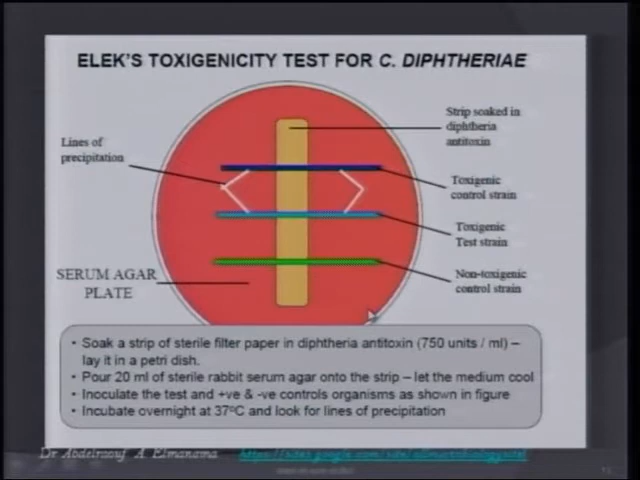 ELEK'S TOXIGENICITY TEST FOR C. DIPHTHERIAE
Strip soaked in
diphtheria
antitoxin
Lines of
precipitation
Toxigenic
control strain
Toxigenic
Test strain
Non-toxigenic
control strain
SERUM AGAR
PLATE
• Soak a strip of sterile filter paper in diphtheria antitoxin (750 units / ml) –
lay it in a petri dish.
• Pour 20 ml of sterile rabbit serum agar onto the strip – let the medium cool
• Inoculate the test and +ve & -ve controls organisms as shown in figure
• Incubate overnight at 37⁰C and look for lines of precipitation
Dr Abdelraouf A. Elmanama